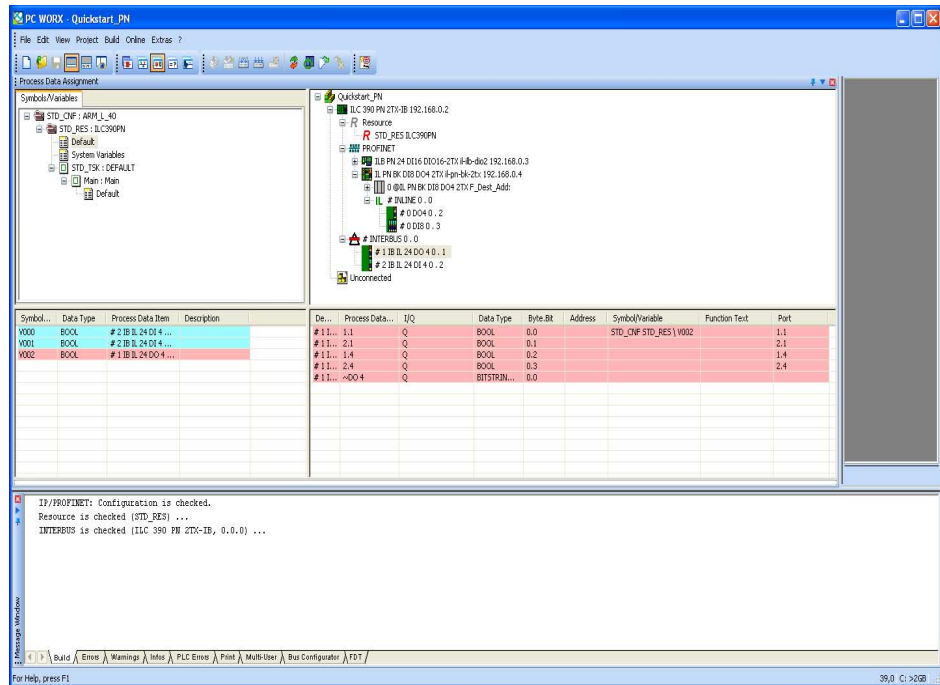 PC WORX - Quickstart_PN
File Edit View Project Build Online Extras ?
Process Data Assignment
Symbols/Variables
STD_CNF : ARM_L_40
STD_RES : ILC390PN
Default
System Variables
STD_TSK : DEFAULT
Main : Main
Default
Quickstart_PN
ILC 390 PN 2TX-IB 192.168.0.2
Resource
STD_RES ILC390PN
PROFINET
ILB PN 24 DI16 DIO16-2TX il-ilb-dio2 192.168.0.3
IL PN BK DI8 DO4 2TX il-pn-bk-2tx 192.168.0.4
0 @IL PN BK DI8 DO4 2TX F_Dest_Add:
IL # INLINE 0 . 0
# 0 DO4 0 . 2
# 0 DI8 0 . 3
# INTERBUS 0 . 0
# 1 IB IL 24 DO 4 0 . 1
# 2 IB IL 24 DI 4 0 . 2
Unconnected
Symbol... Data Type Process Data Item Description
V000 BOOL # 2 IB IL 24 DI 4 ...
V001 BOOL # 2 IB IL 24 DI 4 ...
V002 BOOL # 1 IB IL 24 DO 4 ...
De... Process Data... I/Q Data Type Byte.Bit Address Symbol/Variable Function Text Port
# 1 I... 1.1 Q BOOL 0.0 STD_CNF STD_RES \ V002 1.1
# 1 I... 2.1 Q BOOL 0.1 2.1
# 1 I... 1.4 Q BOOL 0.2 1.4
# 1 I... 2.4 Q BOOL 0.3 2.4
# 1 I... ~DO 4 Q BITSTRIN... 0.0
IP/PROFINET: Configuration is checked.
Resource is checked (STD_RES) ...
INTERBUS is checked (ILC 390 PN 2TX-IB, 0.0.0) ...
Message Window
Build Errors Warnings Infos PLC Errors Print Multi-User Bus Configurator FDT
For Help, press F1
39,0 C: >2GB